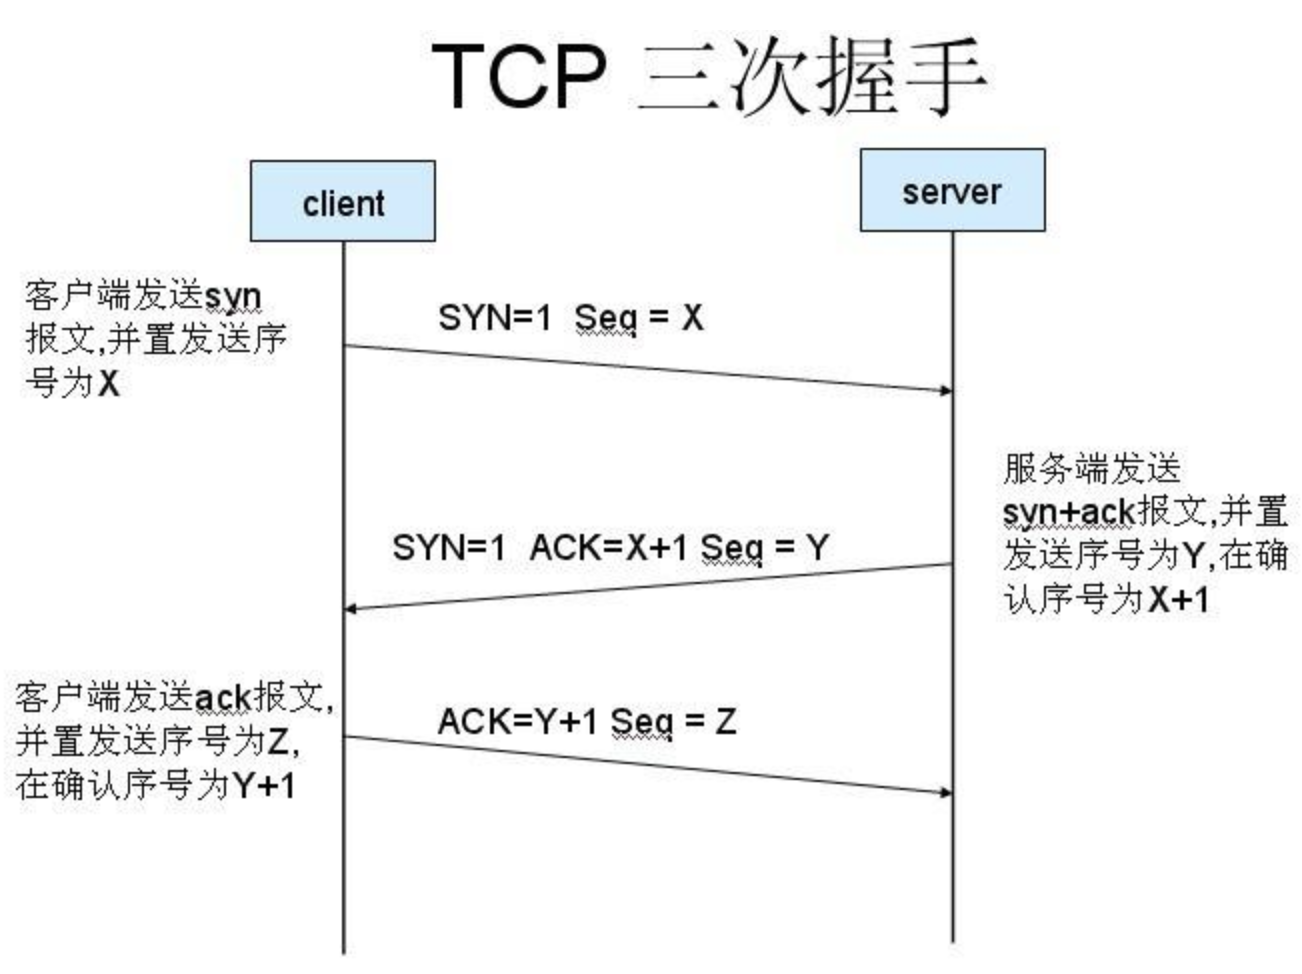 TCP 三次握手
client
server
客户端发送syn
报文,并置发送序
号为X
SYN=1 Seq = X
服务端发送
syn+ack报文,并置
发送序号为Y,在确
认序号为X+1
SYN=1 ACK=X+1 Seq = Y
客户端发送ack报文,
并置发送序号为Z,
在确认序号为Y+1
ACK=Y+1 Seq = Z